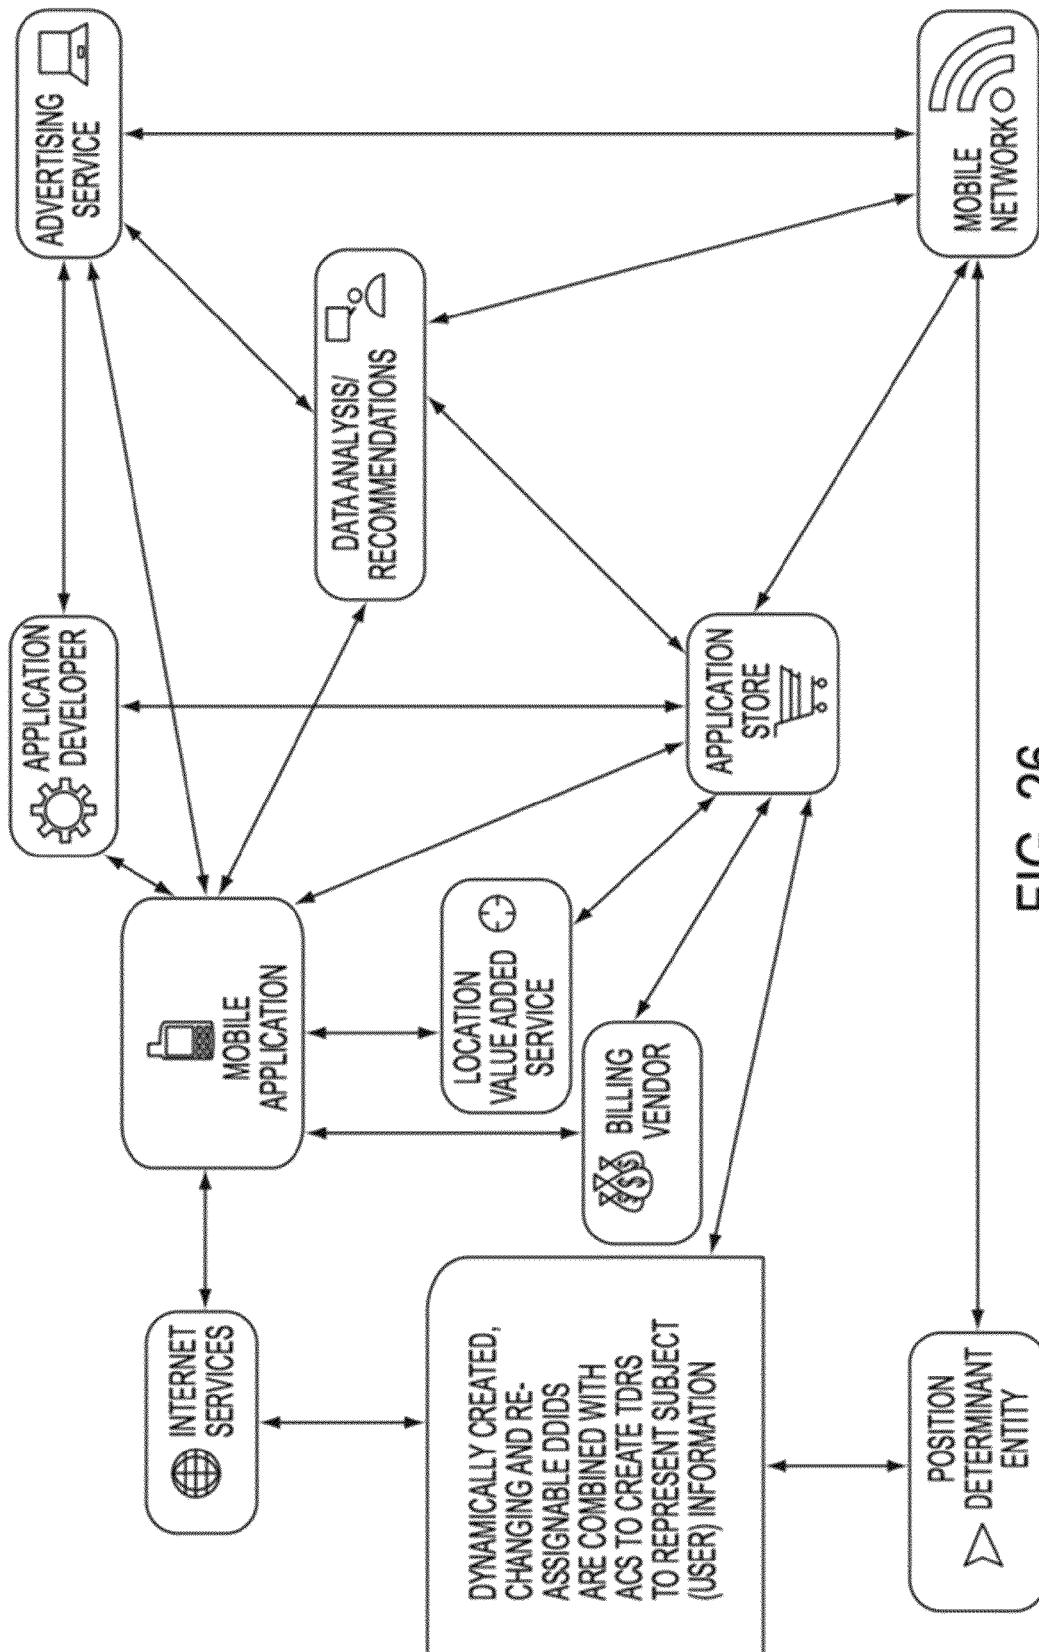 APPLICATION
DEVELOPER
ADVERTISING
SERVICE
INTERNET
SERVICES
MOBILE
APPLICATION
DATA ANALYSIS/
RECOMMENDATIONS
LOCATION
VALUE ADDED
SERVICE
DYNAMICALLY CREATED,
CHANGING AND RE-
ASSIGNABLE DDIDS
ARE COMBINED WITH
ACS TO CREATE TDRS
TO REPRESENT SUBJECT
(USER) INFORMATION
BILLING
VENDOR
APPLICATION
STORE
POSITION
DETERMINANT
ENTITY
MOBILE
NETWORK
FIG. 26